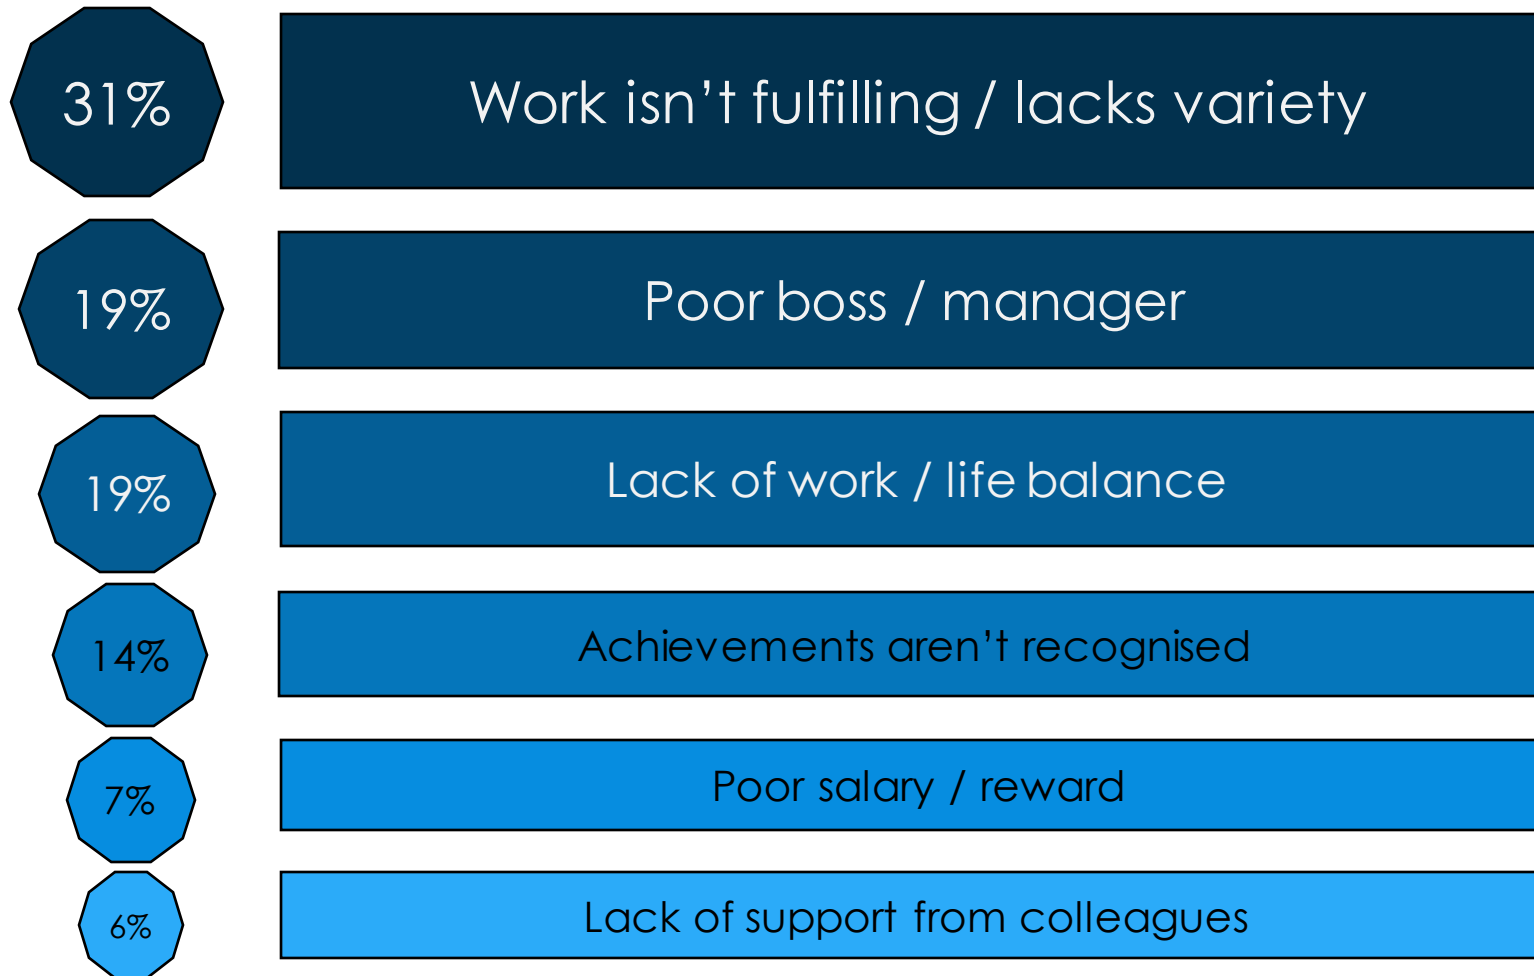 31%
Work isn’t fulfilling / lacks variety
19%
Poor boss / manager
19%
Lack of work / life balance
14%
Achievements aren’t recognised
7%
Poor salary / reward
6%
Lack of support from colleagues